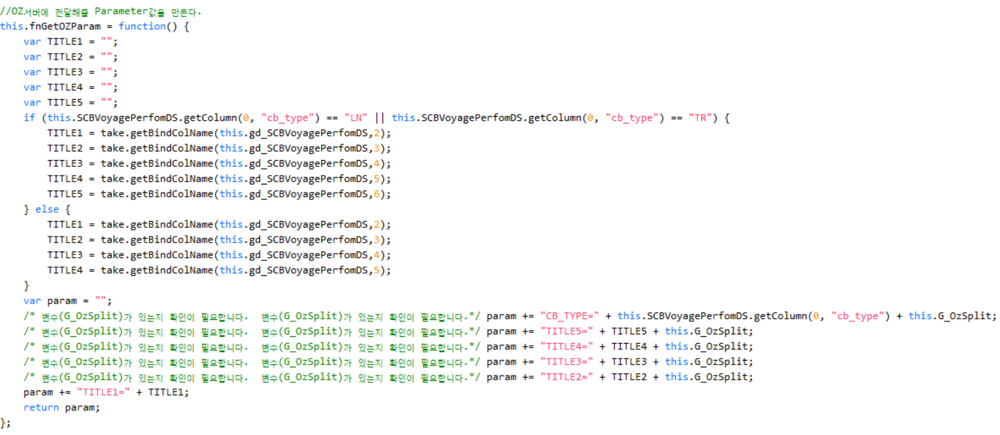 //OZ서버에 전달해줄 Parameter값을 만든다.
this.fnGetOZParam = function() {
    var TITLE1 = "";
    var TITLE2 = "";
    var TITLE3 = "";
    var TITLE4 = "";
    var TITLE5 = "";
    if (this.SCBVoyagePerfomDS.getColumn(0, "cb_type") == "LN" || this.SCBVoyagePerfomDS.getColumn(0, "cb_type") == "TR") {
        TITLE1 = take.getBindColName(this.gd_SCBVoyagePerfomDS,2);
        TITLE2 = take.getBindColName(this.gd_SCBVoyagePerfomDS,3);
        TITLE3 = take.getBindColName(this.gd_SCBVoyagePerfomDS,4);
        TITLE4 = take.getBindColName(this.gd_SCBVoyagePerfomDS,5);
        TITLE5 = take.getBindColName(this.gd_SCBVoyagePerfomDS,6);
    } else {
        TITLE1 = take.getBindColName(this.gd_SCBVoyagePerfomDS,2);
        TITLE2 = take.getBindColName(this.gd_SCBVoyagePerfomDS,3);
        TITLE3 = take.getBindColName(this.gd_SCBVoyagePerfomDS,4);
        TITLE4 = take.getBindColName(this.gd_SCBVoyagePerfomDS,5);
    }
    var param = "";
    /* 변수(G_OzSplit)가 있는지 확인이 필요합니다.  변수(G_OzSplit)가 있는지 확인이 필요합니다.*/ param += "CB_TYPE=" + this.SCBVoyagePerfomDS.getColumn(0, "cb_type") + this.G_OzSplit;
    /* 변수(G_OzSplit)가 있는지 확인이 필요합니다.  변수(G_OzSplit)가 있는지 확인이 필요합니다.*/ param += "TITLE5=" + TITLE5 + this.G_OzSplit;
    /* 변수(G_OzSplit)가 있는지 확인이 필요합니다.  변수(G_OzSplit)가 있는지 확인이 필요합니다.*/ param += "TITLE4=" + TITLE4 + this.G_OzSplit;
    /* 변수(G_OzSplit)가 있는지 확인이 필요합니다.  변수(G_OzSplit)가 있는지 확인이 필요합니다.*/ param += "TITLE3=" + TITLE3 + this.G_OzSplit;
    /* 변수(G_OzSplit)가 있는지 확인이 필요합니다.  변수(G_OzSplit)가 있는지 확인이 필요합니다.*/ param += "TITLE2=" + TITLE2 + this.G_OzSplit;
    param += "TITLE1=" + TITLE1;
    return param;
};